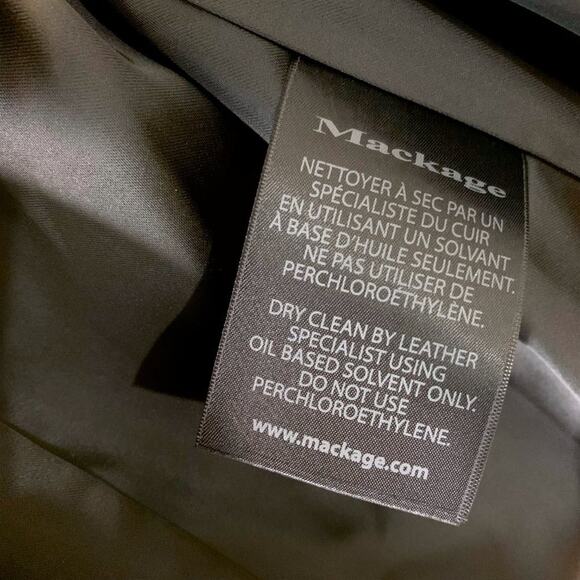 Mackage
NETTOYER À SEC PAR UN
SPÉCIALISTE DU CUIR
EN UTILISANT UN SOLVANT
À BASE D'HUILE SEULEMENT.
NE PAS UTILISER DE
PERCHLOROÉTHYLÈNE.
DRY CLEAN BY LEATHER
SPECIALIST USING
OIL BASED SOLVENT ONLY.
DO NOT USE
PERCHLOROETHYLENE.
www.mackage.com